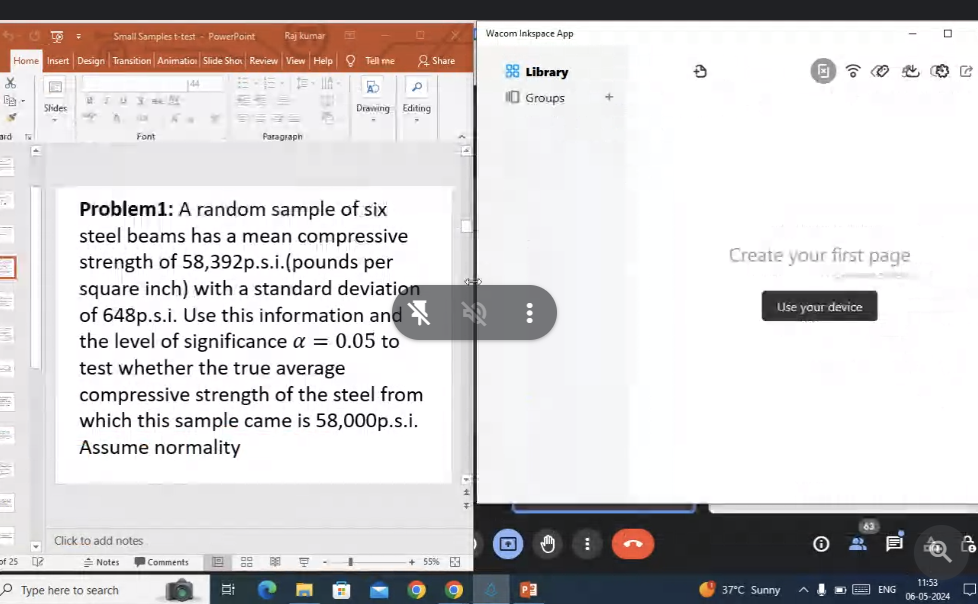 Small Samples t-test - PowerPoint
Raj kumar
Home Insert Design Transition Animation Slide Show Review View Help Tell me Share
44
Slides
Drawing
Editing
Font
Paragraph
Problem1: A random sample of six
steel beams has a mean compressive
strength of 58,392p.s.i.(pounds per
square inch) with a standard deviation
of 648p.s.i. Use this information and
the level of significance α = 0.05 to
test whether the true average
compressive strength of the steel from
which this sample came is 58,000p.s.i.
Assume normality
Click to add notes
of 25 Notes Comments 55%
Wacom Inkspace App
Library
Groups +
Create your first page
Use your device
63
Type here to search
37°C Sunny
ENG
11:53
06-05-2024